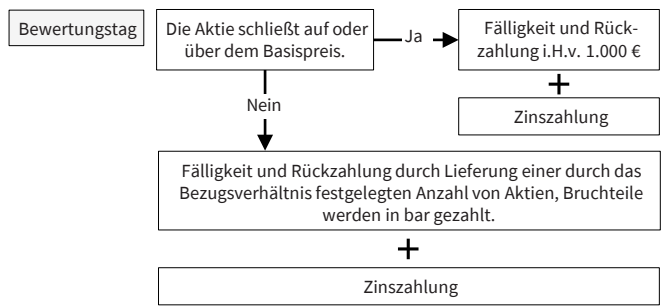 Bewertungstag
Die Aktie schließt auf oder
über dem Basispreis.
Ja
Fälligkeit und Rück-
zahlung i.H.v. 1.000 €
+
Zinszahlung
Nein
Fälligkeit und Rückzahlung durch Lieferung einer durch das
Bezugsverhältnis festgelegten Anzahl von Aktien, Bruchteile
werden in bar gezahlt.
+
Zinszahlung